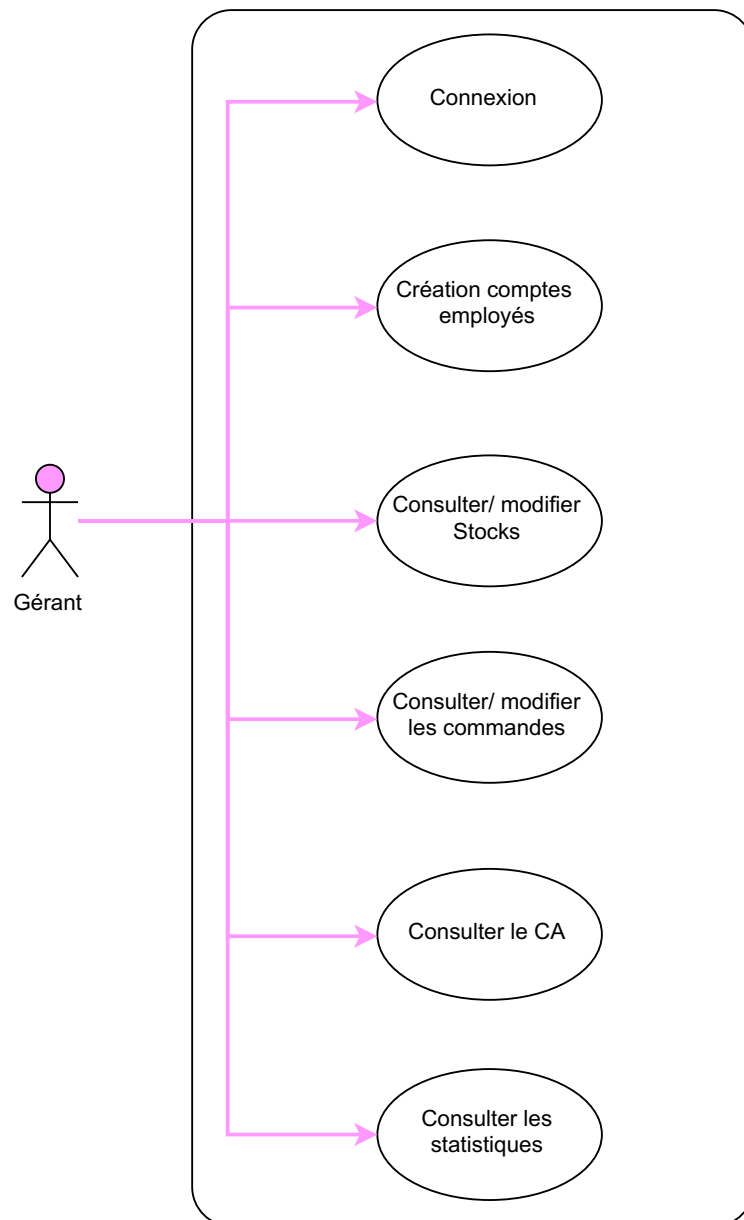 Connexion
Création comptes
employés
Consulter/ modifier
Stocks
Gérant
Consulter/ modifier
les commandes
Consulter le CA
Consulter les
statistiques